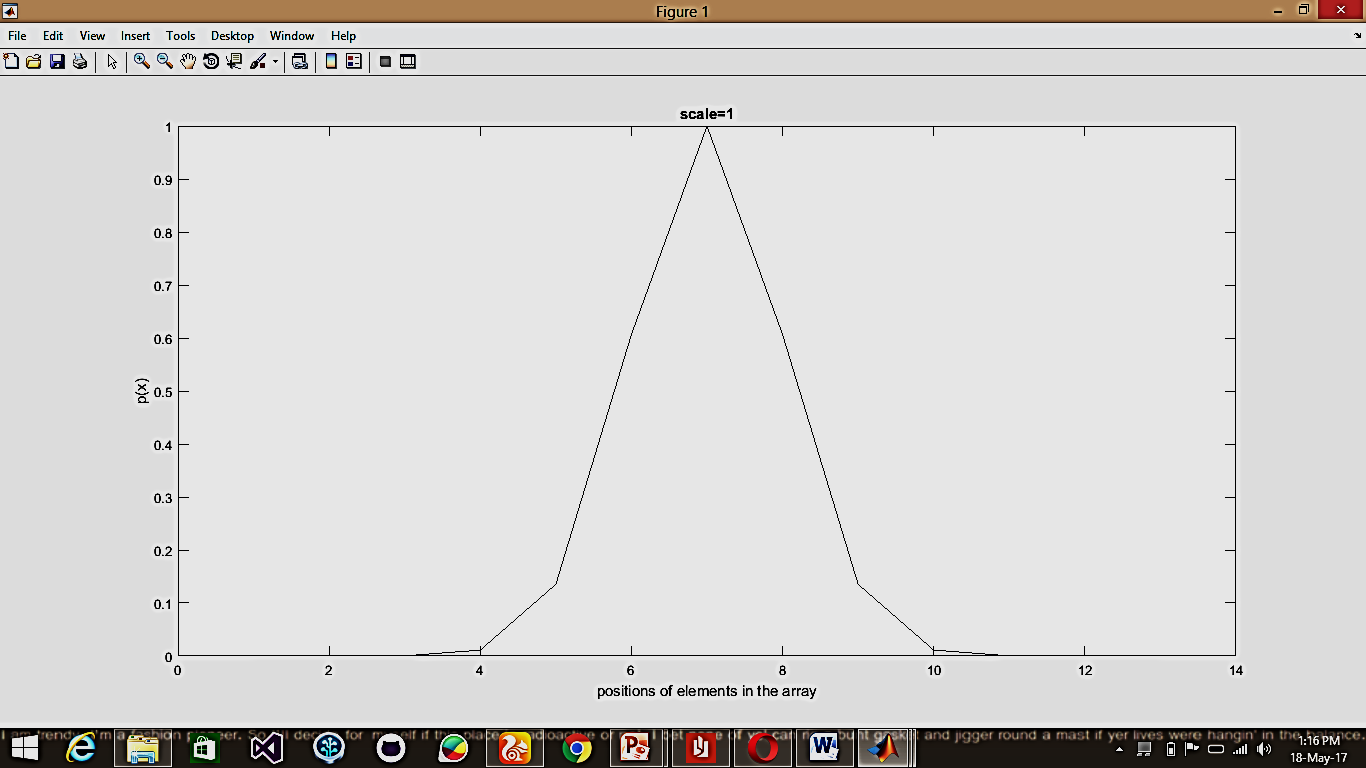 Figure 1
File Edit View Insert Tools Desktop Window Help
scale=1
1
0.9
0.8
0.7
0.6
0.5
0.4
0.3
0.2
0.1
0
p(x)
0 2 4 6 8 10 12 14
positions of elements in the array
and jigger round a mast if yer lives were hangin' in the
1:16 PM
18-May-17